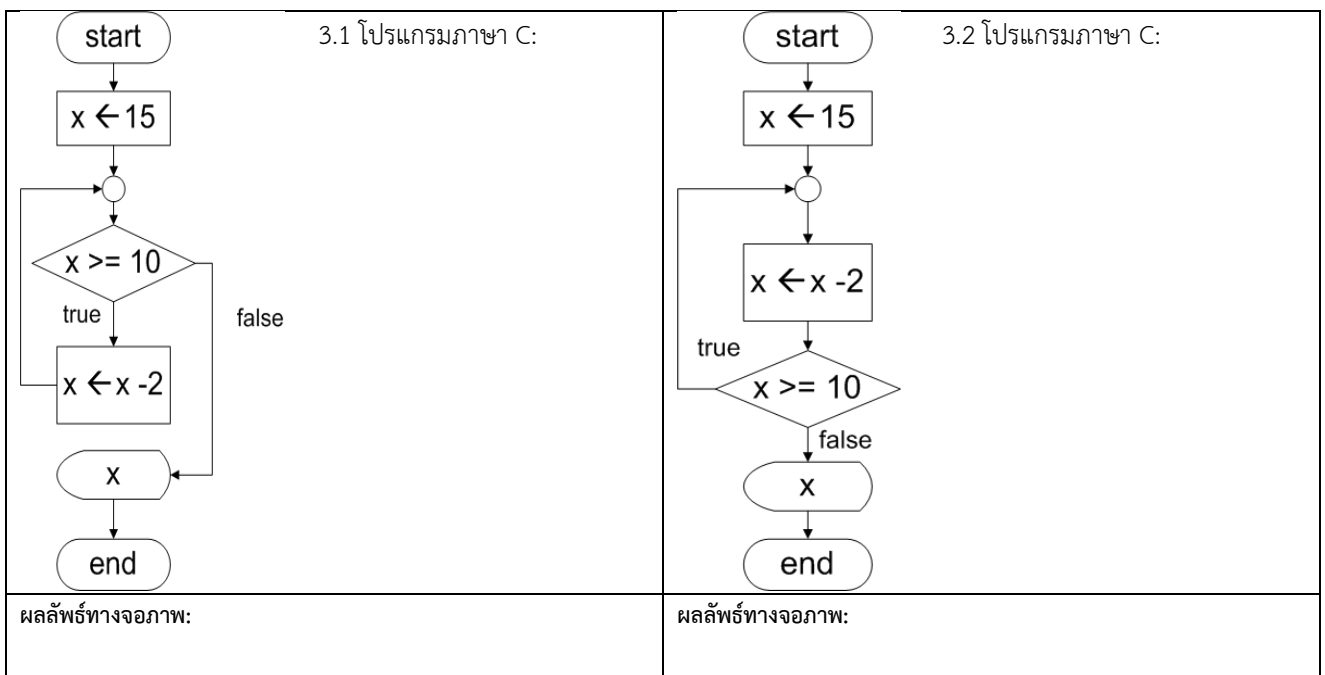 start
3.1 โปรแกรมภาษา C:
x ← 15
x >= 10
true
false
x ← x -2
x
end
ผลลัพธ์ทางจอภาพ:
start
3.2 โปรแกรมภาษา C:
x ← 15
x ← x -2
true
x >= 10
false
x
end
ผลลัพธ์ทางจอภาพ: